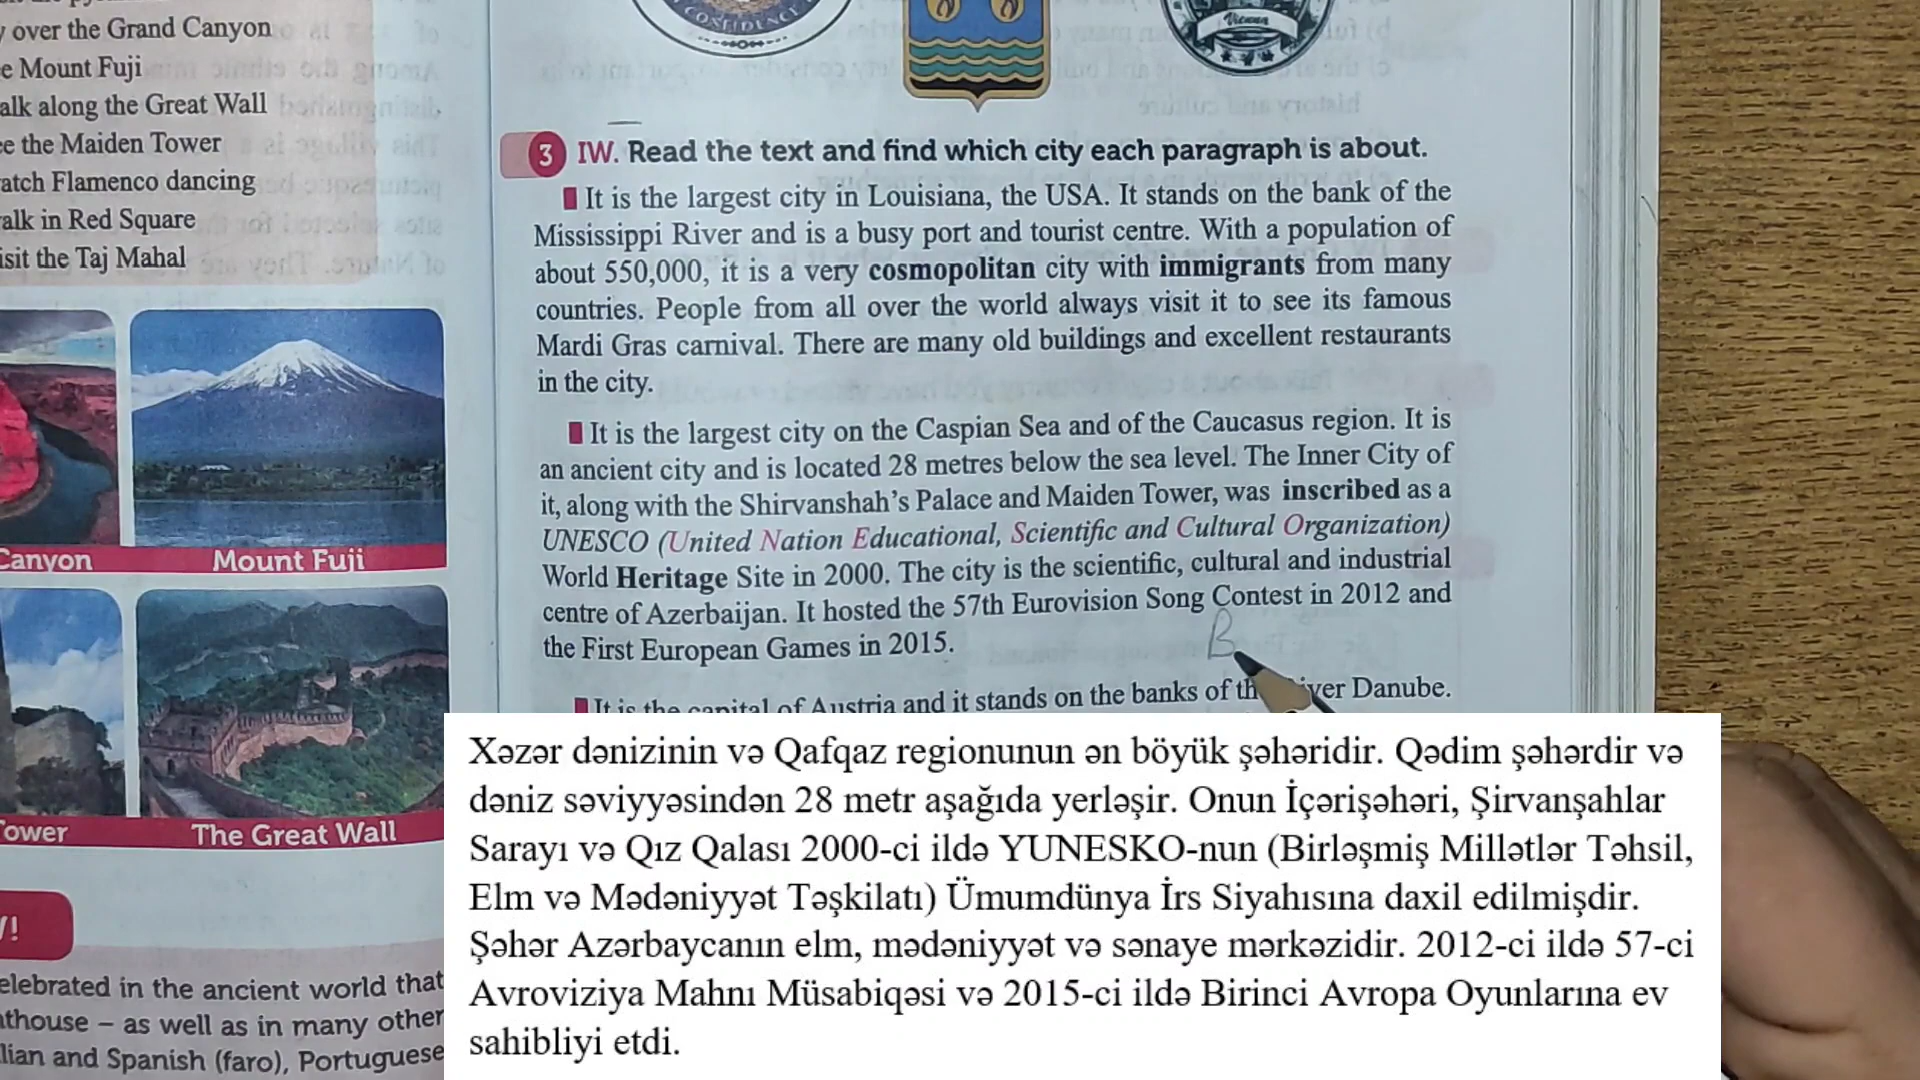 over the Grand Canyon
Mount Fuji
along the Great Wall
the Maiden Tower
Flamenco dancing
in Red Square
the Taj Mahal
Canyon
Mount Fuji
The Great Wall
celebrated in the ancient world that
– as well as in many other
and Spanish (faro), Portuguese
CONFIDENCE
Vienna
3 IW. Read the text and find which city each paragraph is about.
It is the largest city in Louisiana, the USA. It stands on the bank of the
Mississippi River and is a busy port and tourist centre. With a population of
about 550,000, it is a very cosmopolitan city with immigrants from many
countries. People from all over the world always visit it to see its famous
Mardi Gras carnival. There are many old buildings and excellent restaurants
in the city.
It is the largest city on the Caspian Sea and of the Caucasus region. It is
an ancient city and is located 28 metres below the sea level. The Inner City of
it, along with the Shirvanshah's Palace and Maiden Tower, was inscribed as a
UNESCO (United Nation Educational, Scientific and Cultural Organization)
World Heritage Site in 2000. The city is the scientific, cultural and industrial
centre of Azerbaijan. It hosted the 57th Eurovision Song Contest in 2012 and
the First European Games in 2015.
B
It is the capital of Austria and it stands on the banks of the River Danube.
Xəzər dənizinin və Qafqaz regionunun ən böyük şəhəridir. Qədim şəhərdir və
dəniz səviyyəsindən 28 metr aşağıda yerləşir. Onun İçərişəhəri, Şirvanşahlar
Sarayı və Qız Qalası 2000-ci ildə YUNESKO-nun (Birləşmiş Millətlər Təhsil,
Elm və Mədəniyyət Təşkilatı) Ümumdünya İrs Siyahısına daxil edilmişdir.
Şəhər Azərbaycanın elm, mədəniyyət və sənaye mərkəzidir. 2012-ci ildə 57-ci
Avroviziya Mahnı Müsabiqəsi və 2015-ci ildə Birinci Avropa Oyunlarına ev
sahibliyi etdi.